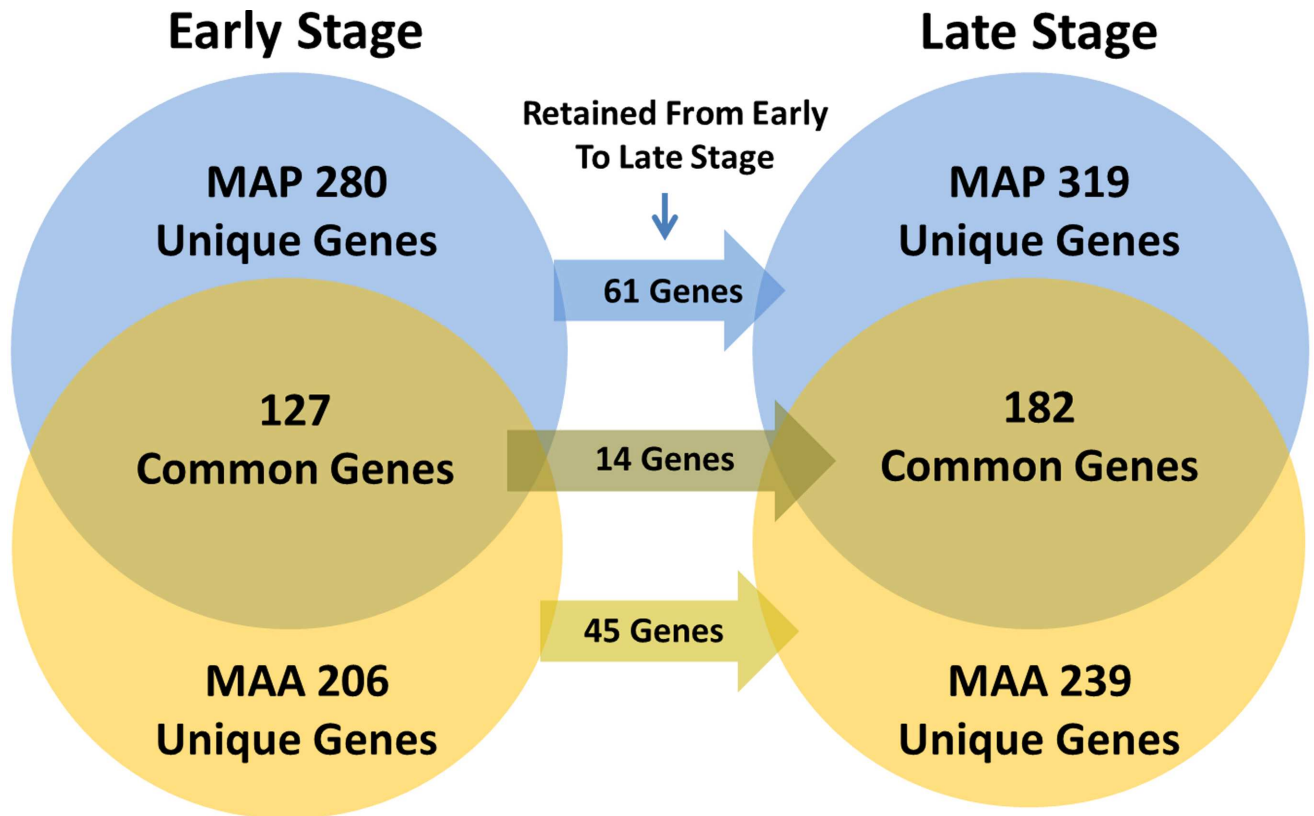 Early Stage
Late Stage
Retained From Early
To Late Stage
MAP 280
Unique Genes
MAP 319
Unique Genes
61 Genes
127
Common Genes
14 Genes
182
Common Genes
45 Genes
MAA 206
Unique Genes
MAA 239
Unique Genes